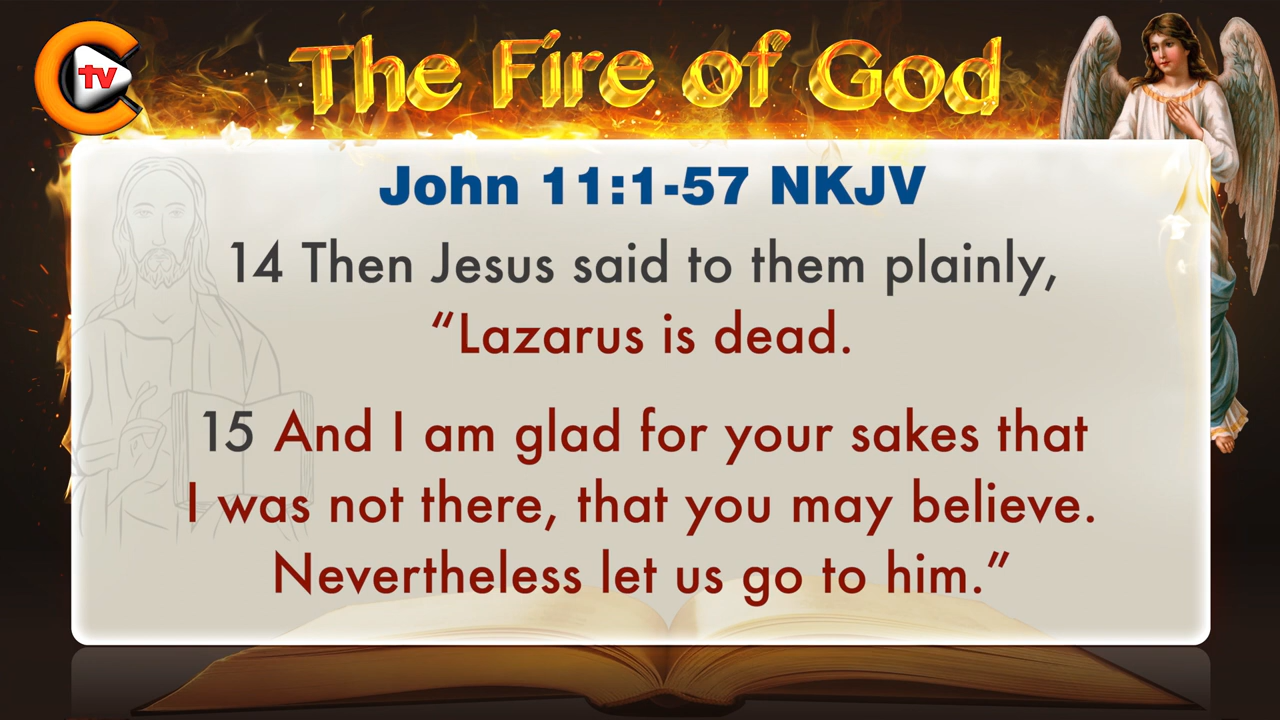 tv
The Fire of God
John 11:1-57 NKJV
14 Then Jesus said to them plainly,
“Lazarus is dead.
15 And I am glad for your sakes that
I was not there, that you may believe.
Nevertheless let us go to him.”